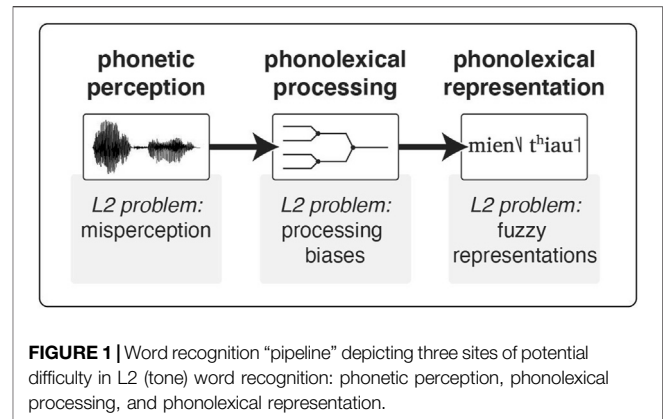 phonetic perception
phonolexical processing
phonolexical representation
mien˥˩ tʰiau˧˥
L2 problem: misperception
L2 problem: processing biases
L2 problem: fuzzy representations
FIGURE 1 | Word recognition “pipeline” depicting three sites of potential
difficulty in L2 (tone) word recognition: phonetic perception, phonolexical
processing, and phonolexical representation.